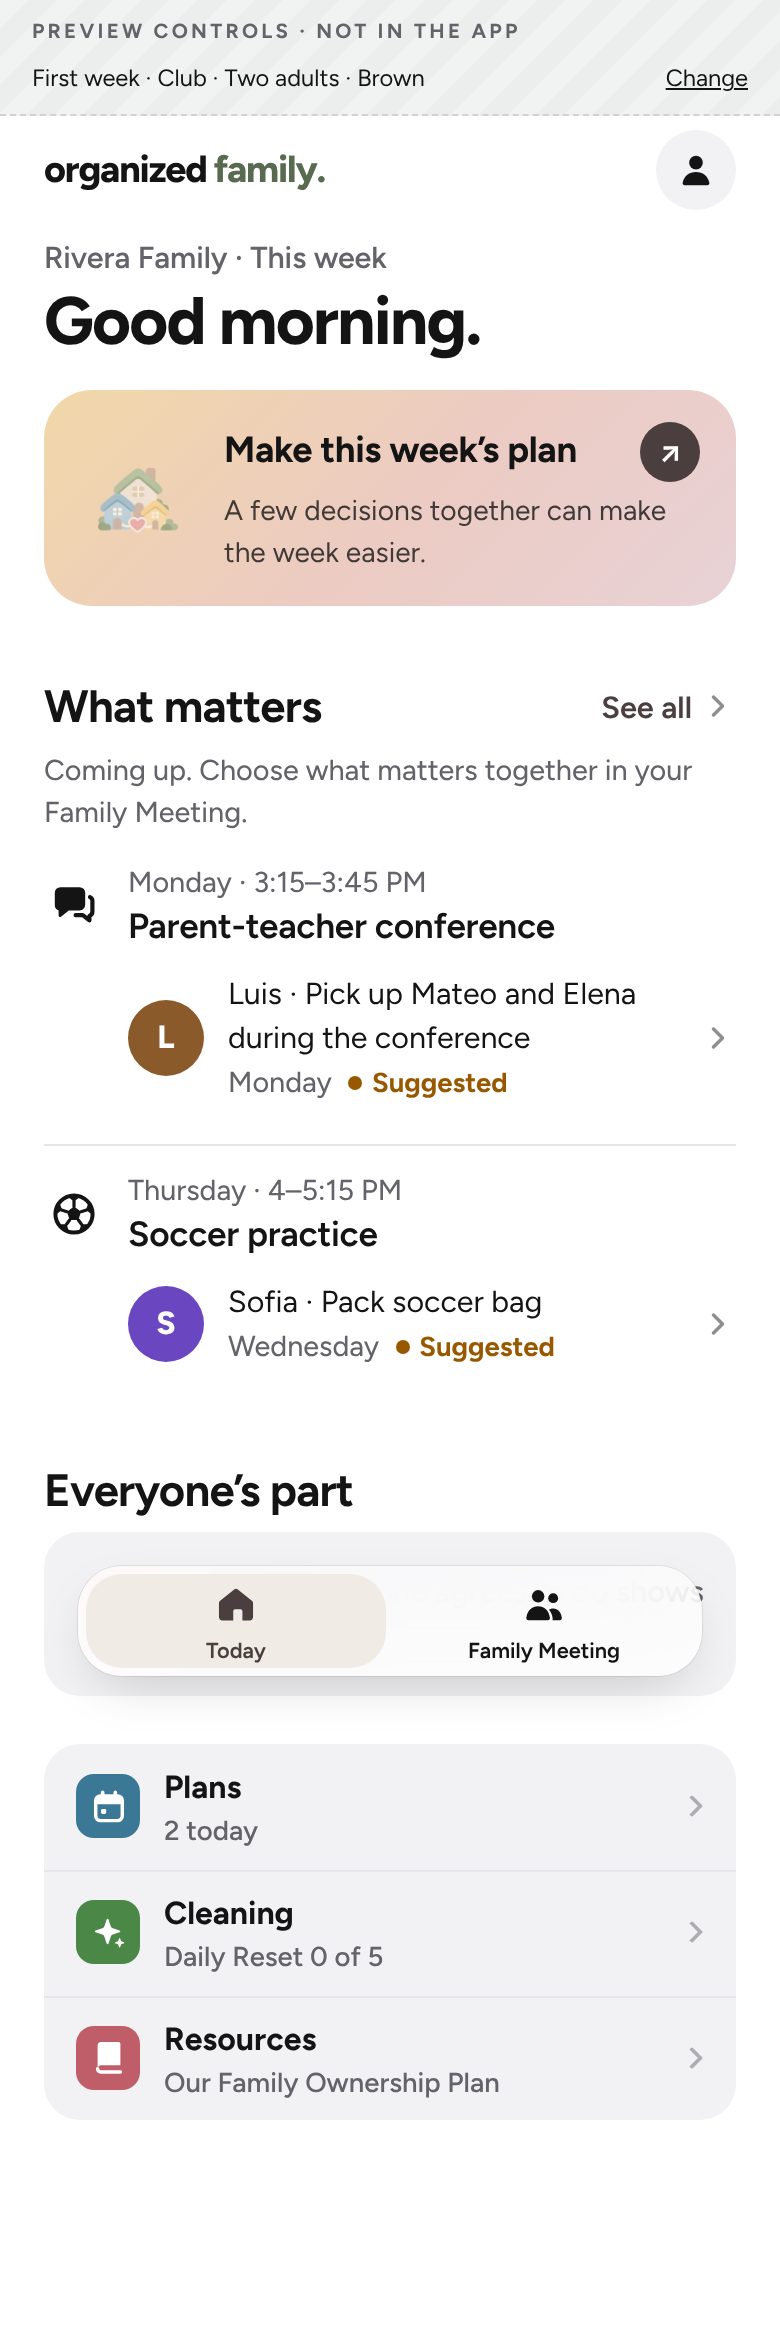 PREVIEW CONTROLS · NOT IN THE APP
First week · Club · Two adults · Brown
Change
organized family.
Rivera Family · This week
Good morning.
Make this week’s plan
A few decisions together can make
the week easier.
What matters
See all
Coming up. Choose what matters together in your
Family Meeting.
Monday · 3:15–3:45 PM
Parent-teacher conference
L
Luis · Pick up Mateo and Elena
during the conference
Monday
Suggested
Thursday · 4–5:15 PM
Soccer practice
S
Sofia · Pack soccer bag
Wednesday
Suggested
Everyone’s part
shows
Today
Family Meeting
Plans
2 today
Cleaning
Daily Reset 0 of 5
Resources
Our Family Ownership Plan